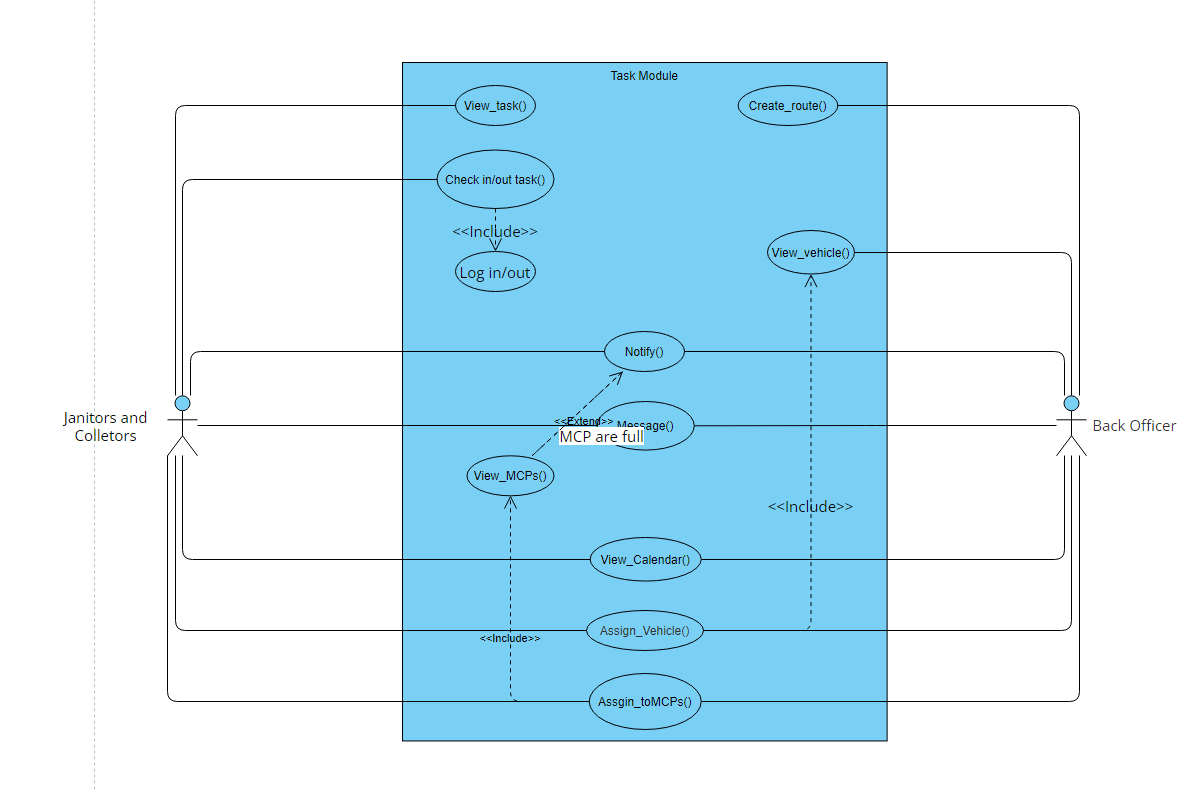 Task Module
View_task()
Create_route()
Check in/out task()
<<Include>>
Log in/out
View_vehicle()
Notify()
Janitors and
Colletors
<<Extend>>
MCP are full
Message()
Back Officer
View_MCPs()
<<Include>>
View_Calendar()
Assign_Vehicle()
<<Include>>
Assgin_toMCPs()